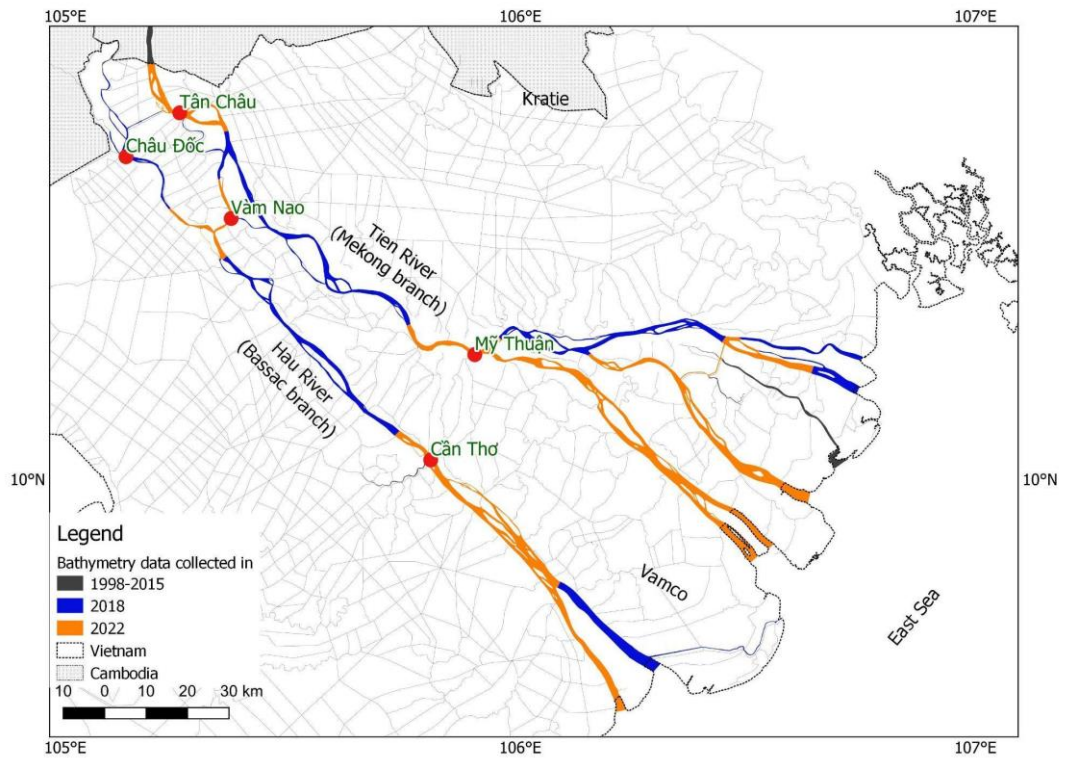 105°E 106°E 107°E
Kratie
Tân Châu
Châu Đốc
Vàm Nao
Tien River
(Mekong branch)
Mỹ Thuận
Hau River
(Bassac branch)
Cần Thơ
10°N 10°N
Vamco
East Sea
Legend
Bathymetry data collected in
1998-2015
2018
2022
Vietnam
Cambodia
10 0 10 20 30 km
105°E 106°E 107°E